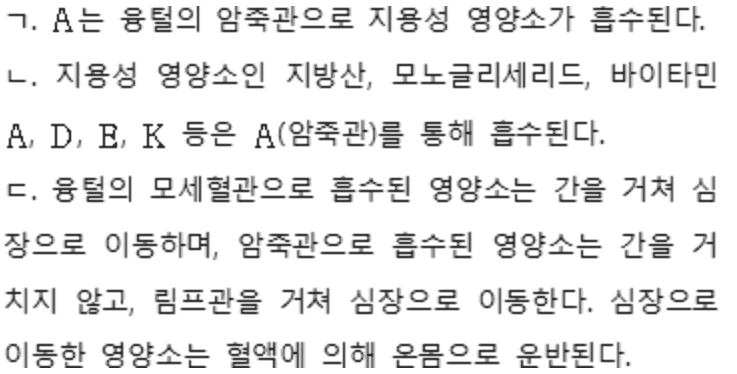 ㄱ. A는 융털의 암죽관으로 지용성 영양소가 흡수된다.
ㄴ. 지용성 영양소인 지방산, 모노글리세리드, 바이타민
A, D, E, K 등은 A(암죽관)를 통해 흡수된다.
ㄷ. 융털의 모세혈관으로 흡수된 영양소는 간을 거쳐 심
장으로 이동하며, 암죽관으로 흡수된 영양소는 간을 거
치지 않고, 림프관을 거쳐 심장으로 이동한다. 심장으로
이동한 영양소는 혈액에 의해 온몸으로 운반된다.